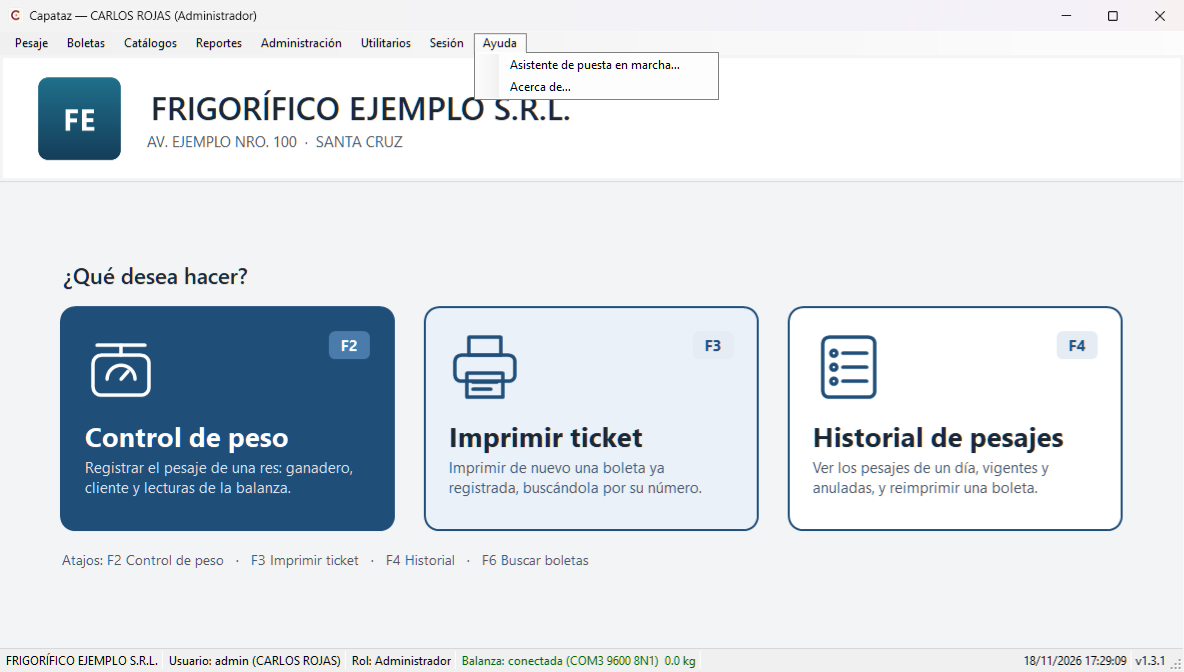 C Capataz — CARLOS ROJAS (Administrador)
Pesaje Boletas Catálogos Reportes Administración Utilitarios Sesión Ayuda
Asistente de puesta en marcha...
Acerca de...
FE
FRIGORÍFICO EJEMPLO S.R.L.
AV. EJEMPLO NRO. 100 · SANTA CRUZ
¿Qué desea hacer?
F2
Control de peso
Registrar el pesaje de una res: ganadero,
cliente y lecturas de la balanza.
F3
Imprimir ticket
Imprimir de nuevo una boleta ya
registrada, buscándola por su número.
F4
Historial de pesajes
Ver los pesajes de un día, vigentes y
anuladas, y reimprimir una boleta.
Atajos: F2 Control de peso · F3 Imprimir ticket · F4 Historial · F6 Buscar boletas
FRIGORÍFICO EJEMPLO S.R.L. Usuario: admin (CARLOS ROJAS) Rol: Administrador Balanza: conectada (COM3 9600 8N1) 0.0 kg 18/11/2026 17:29:09 v1.3.1